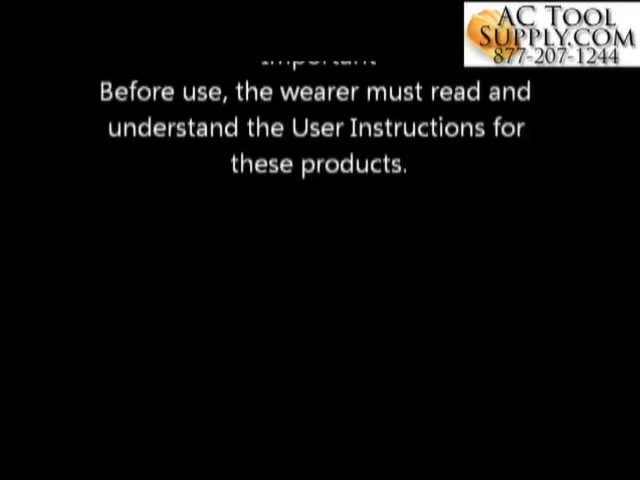 AC TOOL
SUPPLY.COM
877-207-1244
Important
Before use, the wearer must read and
understand the User Instructions for
these products.